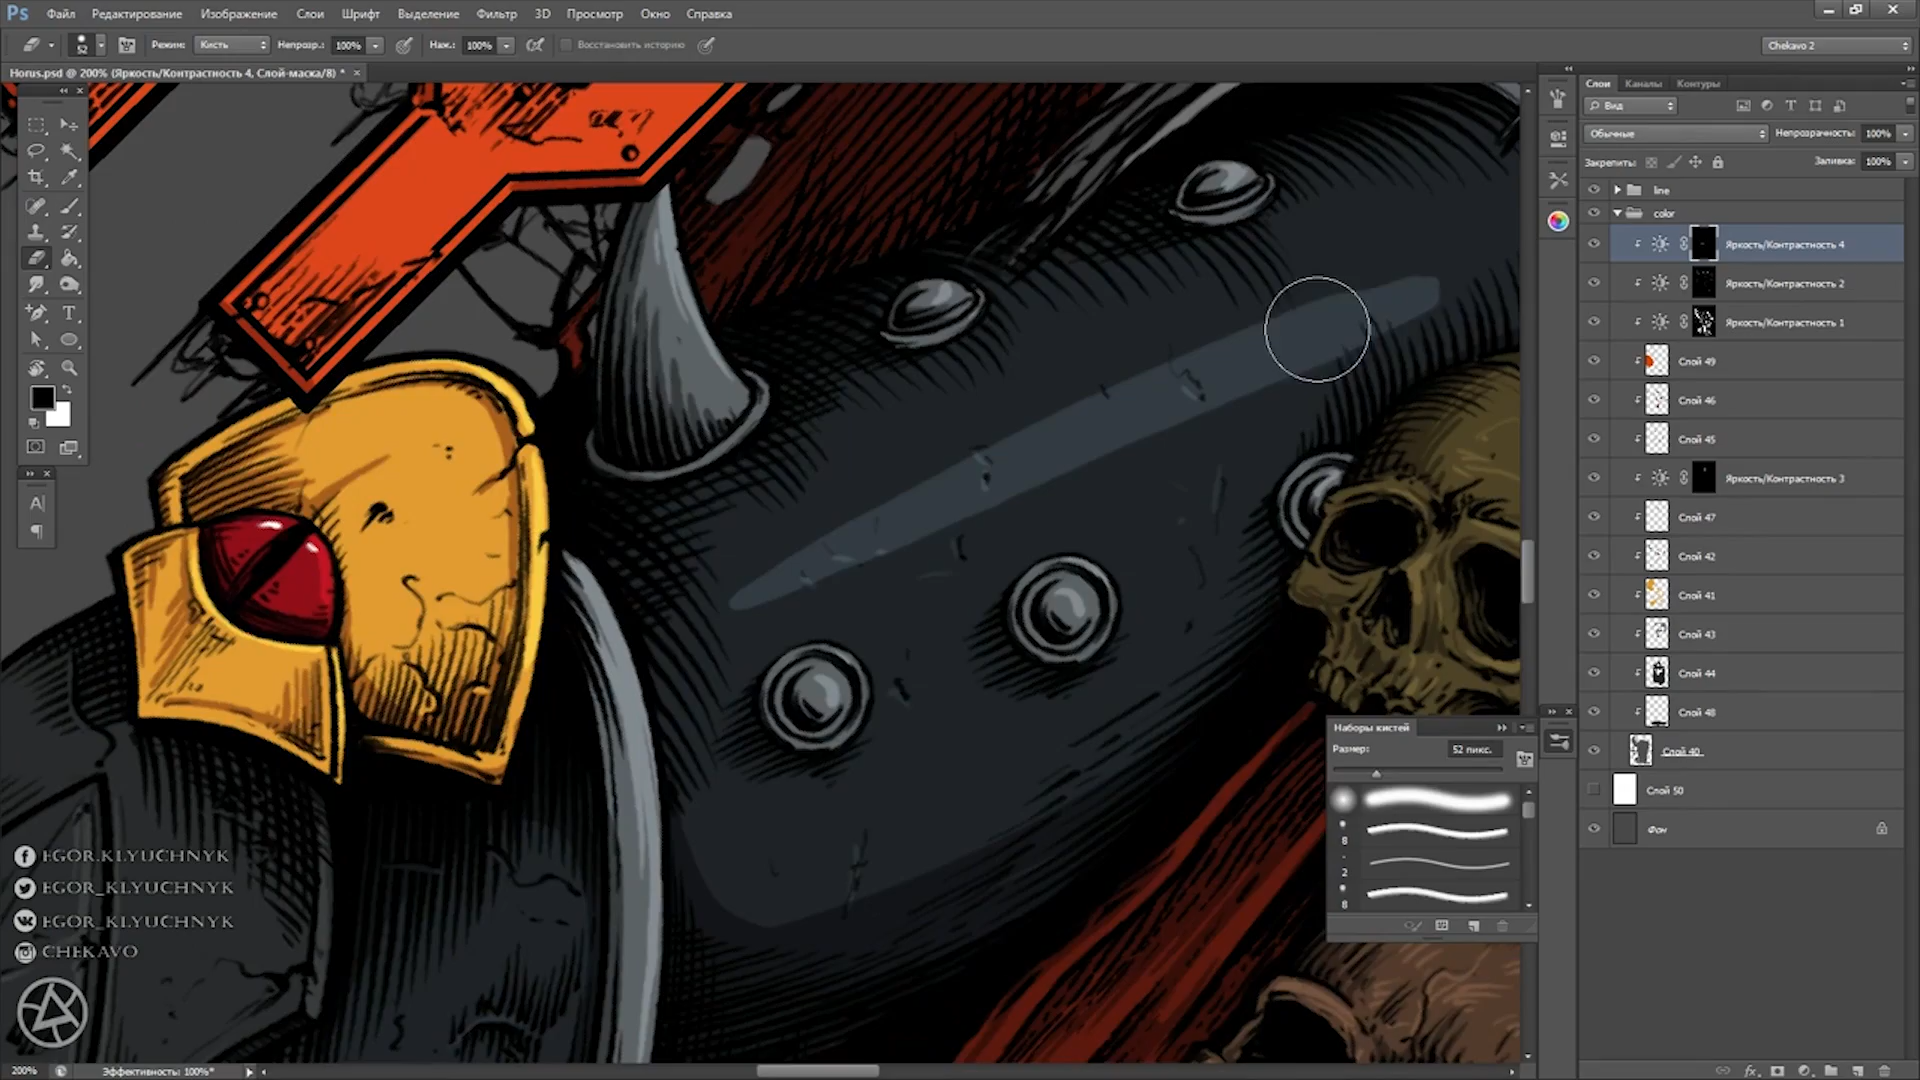 Ps Файл Редактирование Изображение Слои Шрифт Выделение Фильтр 3D Просмотр Окно Справка
52 Режим: Кисть Непрозр.: 100% Наж.: 100% Восстановить историю Chekavo 2
Horus.psd @ 200% (Яркость/Контрастность 4, Слой-маска/8) * ×
Слои Каналы Контуры
Вид
Обычные Непрозрачность: 100%
Закрепить: Заливка: 100%
line
color
Яркость/Контрастность 4
Яркость/Контрастность 2
Яркость/Контрастность 1
Слой 49
Слой 46
Слой 45
Яркость/Контрастность 3
Слой 47
Слой 42
Слой 41
Слой 43
Слой 44
Слой 48
Слой 40
Слой 50
Фон
Наборы кистей
Размер: 52 пикс.
8
2
8
EGOR.KLYUCHNYK
EGOR_KLYUCHNYK
EGOR_KLYUCHNYK
CHEKAVO
200% Эффективность: 100%*